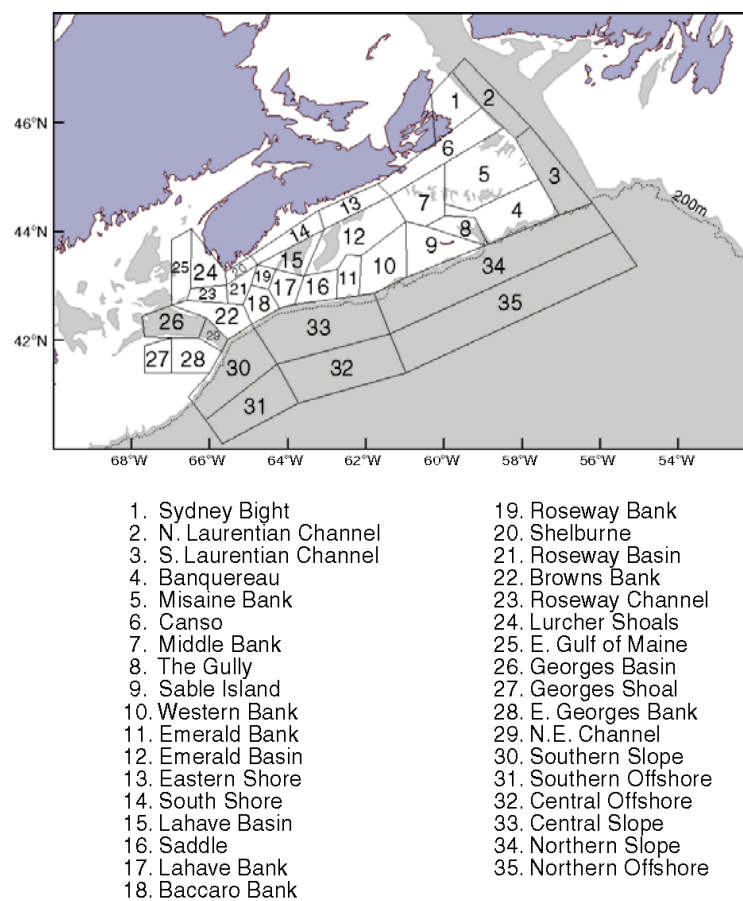 46°N
44°N
42°N
200m
1
2
6
3
5
13
7
4
14
12
8
9
15
34
25
24
20
19
17
16
11
10
21
35
23
18
33
26
22
29
32
27
28
30
31
68°W 66°W 64°W 62°W 60°W 58°W 56°W 54°W
1. Sydney Bight
2. N. Laurentian Channel
3. S. Laurentian Channel
4. Banquereau
5. Misaine Bank
6. Canso
7. Middle Bank
8. The Gully
9. Sable Island
10. Western Bank
11. Emerald Bank
12. Emerald Basin
13. Eastern Shore
14. South Shore
15. Lahave Basin
16. Saddle
17. Lahave Bank
18. Baccaro Bank
19. Roseway Bank
20. Shelburne
21. Roseway Basin
22. Browns Bank
23. Roseway Channel
24. Lurcher Shoals
25. E. Gulf of Maine
26. Georges Basin
27. Georges Shoal
28. E. Georges Bank
29. N.E. Channel
30. Southern Slope
31. Southern Offshore
32. Central Offshore
33. Central Slope
34. Northern Slope
35. Northern Offshore